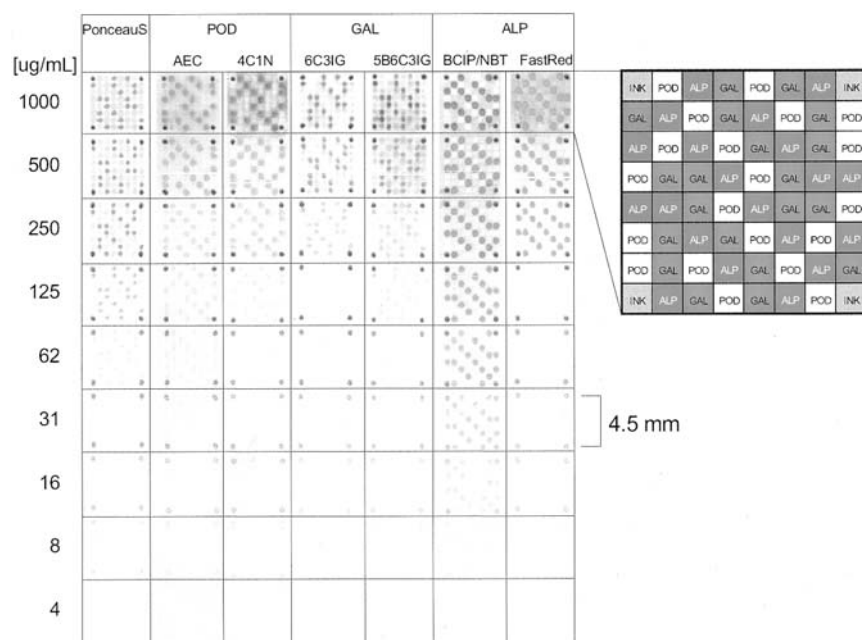 PonceauS POD GAL ALP
AEC 4C1N 6C3IG 5B6C3IG BCIP/NBT FastRed
[ug/mL]
1000
500
250
125
62
31
16
8
4
4.5 mm
INK POD ALP GAL POD GAL ALP INK
GAL ALP POD GAL ALP POD GAL POD
ALP POD ALP POD GAL ALP GAL POD
POD GAL GAL ALP POD GAL ALP ALP
ALP ALP GAL POD ALP GAL GAL POD
POD GAL ALP GAL POD ALP POD ALP
POD GAL POD ALP GAL POD ALP GAL
INK ALP GAL POD GAL ALP POD INK